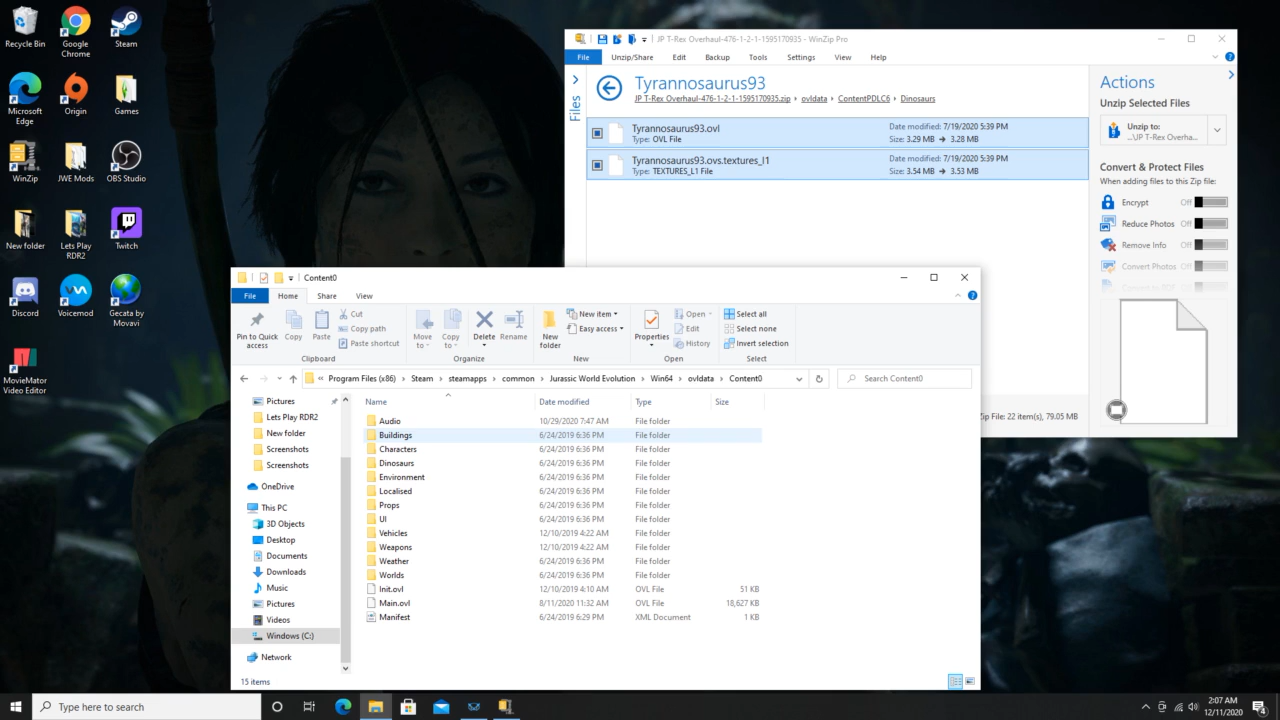 Recycle Bin
Google Chrome
Steam
Microsoft Edge
Origin
Games
WinZip
JWE Mods
OBS Studio
New folder
Lets Play RDR2
Twitch
Discord
Voicemod
Gecata by Movavi
MovieMator Video Editor
JP T-Rex Overhaul-476-1-2-1-1595170935 - WinZip Pro
File Unzip/Share Edit Backup Tools Settings View Help
Files
Tyrannosaurus93
JP T-Rex Overhaul-476-1-2-1-1595170935.zip ovldata ContentPDLC6 Dinosaurs
Tyrannosaurus93.ovl Date modified: 7/19/2020 5:39 PM
Type: OVL File Size: 3.29 MB → 3.28 MB
Tyrannosaurus93.ovs.textures_l1 Date modified: 7/19/2020 5:39 PM
Type: TEXTURES_L1 File Size: 3.54 MB → 3.53 MB
Actions
Unzip Selected Files
Unzip to:
...\JP T-Rex Overha...
Convert & Protect Files
When adding files to this Zip file:
Encrypt Off
Reduce Photos Off
Remove Info Off
Convert Photos Off
Convert to PDF Off
Zip File: 22 item(s), 79.05 MB
Content0
File Home Share View
Pin to Quick access
Copy
Paste
Cut
Copy path
Paste shortcut
Move to
Copy to
Delete
Rename
New folder
New item
Easy access
Properties
Open
Edit
History
Select all
Select none
Invert selection
Clipboard Organize New Open Select
« Program Files (x86) Steam steamapps common Jurassic World Evolution Win64 ovldata Content0 Search Content0
Pictures
Lets Play RDR2
New folder
Screenshots
Screenshots
OneDrive
This PC
3D Objects
Desktop
Documents
Downloads
Music
Pictures
Videos
Windows (C:)
Network
Name Date modified Type Size
Audio 10/29/2020 7:47 AM File folder
Buildings 6/24/2019 6:36 PM File folder
Characters 6/24/2019 6:36 PM File folder
Dinosaurs 6/24/2019 6:36 PM File folder
Environment 6/24/2019 6:36 PM File folder
Localised 6/24/2019 6:36 PM File folder
Props 6/24/2019 6:36 PM File folder
UI 6/24/2019 6:36 PM File folder
Vehicles 12/10/2019 4:22 AM File folder
Weapons 12/10/2019 4:22 AM File folder
Weather 6/24/2019 6:36 PM File folder
Worlds 6/24/2019 6:36 PM File folder
Init.ovl 12/10/2019 4:10 AM OVL File 51 KB
Main.ovl 8/11/2020 11:32 AM OVL File 18,627 KB
Manifest 6/24/2019 6:29 PM XML Document 1 KB
15 items
Type here to search
2:07 AM
12/11/2020
4